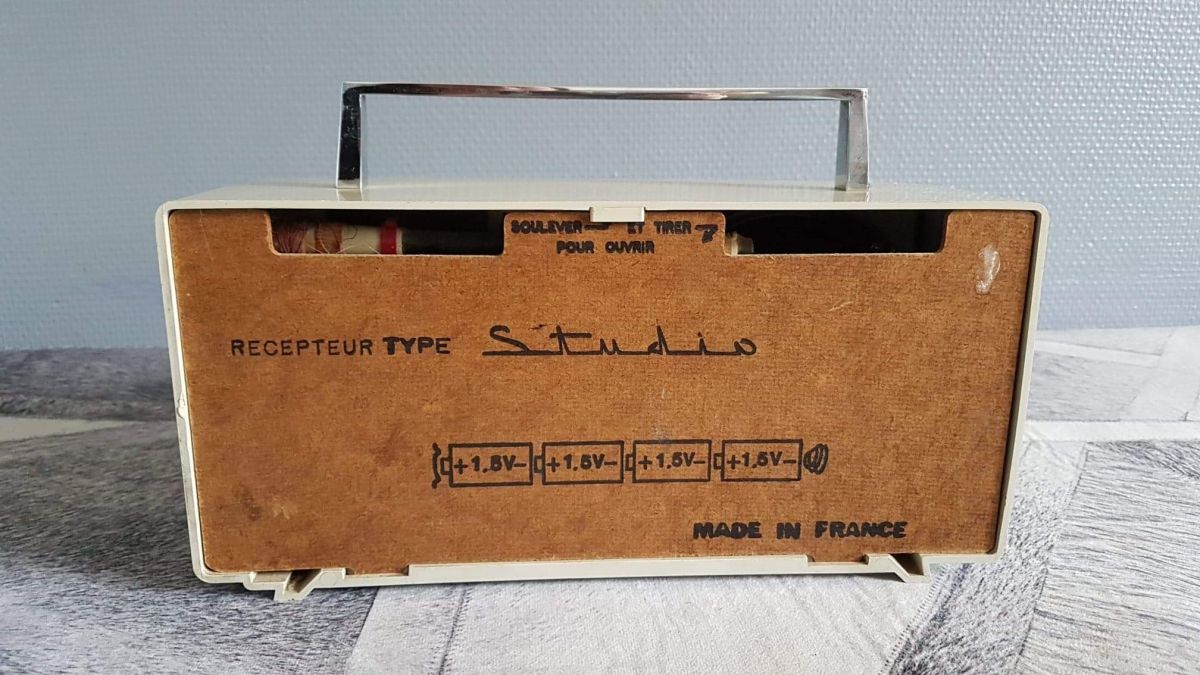 SOULEVER ET TIRER
POUR OUVRIR
RECEPTEUR TYPE Studio
+1,5V- +1,5V- +1,5V- +1,5V-
MADE IN FRANCE